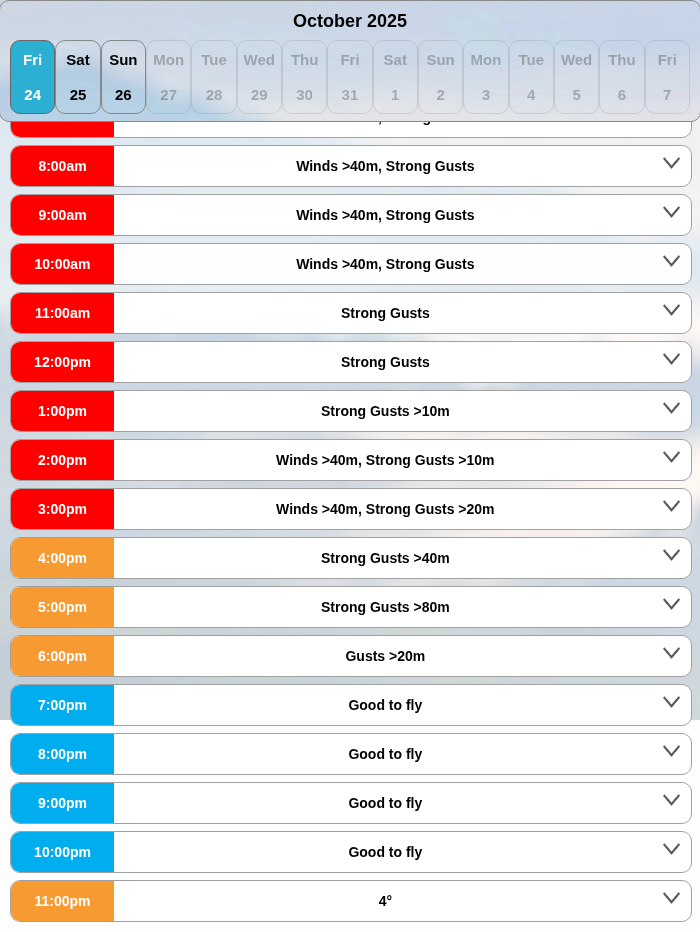 October 2025
Fri Sat Sun Mon Tue Wed Thu Fri Sat Sun Mon Tue Wed Thu Fri
24 25 26 27 28 29 30 31 1 2 3 4 5 6 7
8:00am Winds >40m, Strong Gusts
9:00am Winds >40m, Strong Gusts
10:00am Winds >40m, Strong Gusts
11:00am Strong Gusts
12:00pm Strong Gusts
1:00pm Strong Gusts >10m
2:00pm Winds >40m, Strong Gusts >10m
3:00pm Winds >40m, Strong Gusts >20m
4:00pm Strong Gusts >40m
5:00pm Strong Gusts >80m
6:00pm Gusts >20m
7:00pm Good to fly
8:00pm Good to fly
9:00pm Good to fly
10:00pm Good to fly
11:00pm 4°